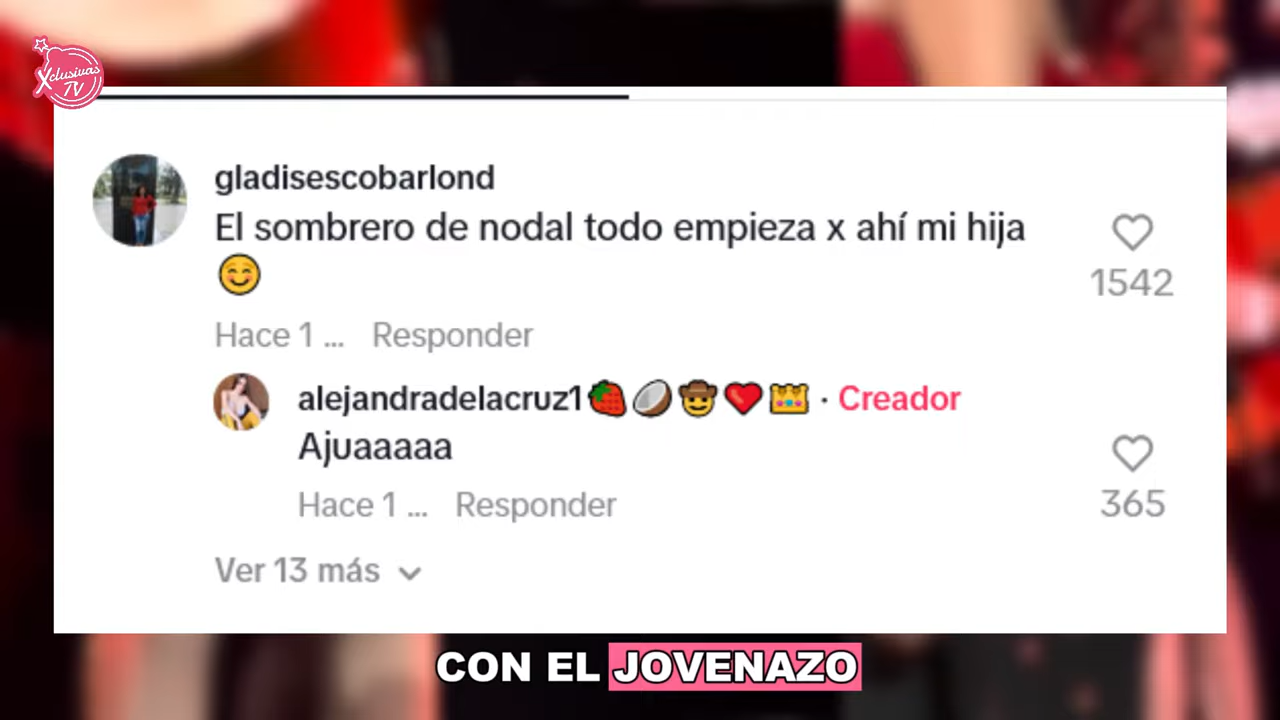 Xclusivas
TV
gladisescobarlond
El sombrero de nodal todo empieza x ahí mi hija
😊
1542
Hace 1 ... Responder
alejandradelacruz1🍓🥥🤠❤️👑 · Creador
Ajuaaaaa
Hace 1 ... Responder
365
Ver 13 más
CON EL JOVENAZO